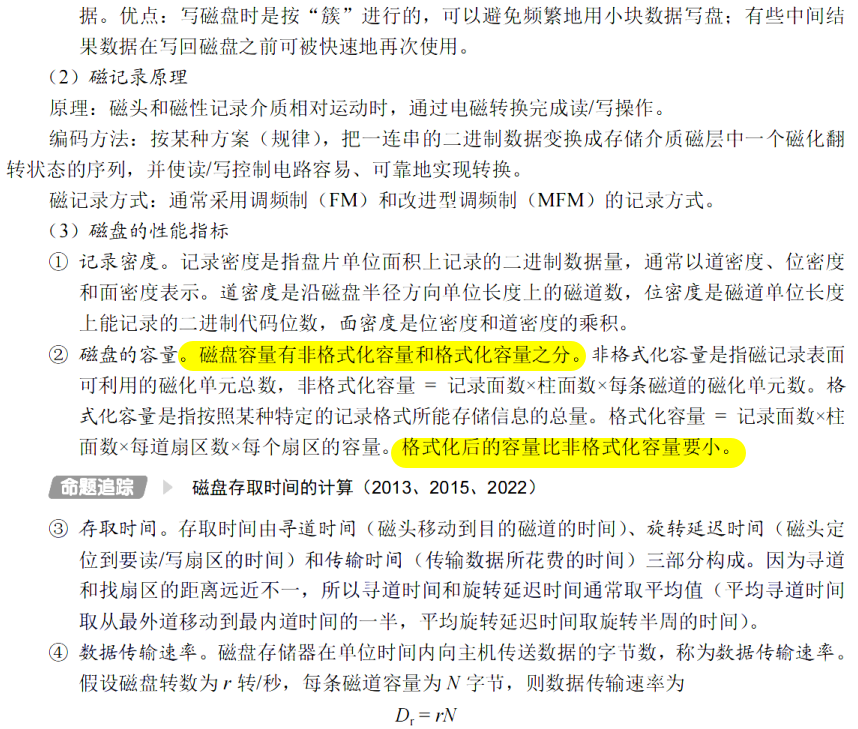 据。优点：写磁盘时是按“簇”进行的，可以避免频繁地用小块数据写盘；有些中间结
果数据在写回磁盘之前可被快速地再次使用。
（2）磁记录原理
原理：磁头和磁性记录介质相对运动时，通过电磁转换完成读/写操作。
编码方法：按某种方案（规律），把一连串的二进制数据变换成存储介质磁层中一个磁化翻
转状态的序列，并使读/写控制电路容易、可靠地实现转换。
磁记录方式：通常采用调频制（FM）和改进型调频制（MFM）的记录方式。
（3）磁盘的性能指标
① 记录密度。记录密度是指盘片单位面积上记录的二进制数据量，通常以道密度、位密度
和面密度表示。道密度是沿磁盘半径方向单位长度上的磁道数，位密度是磁道单位长度
上能记录的二进制代码位数，面密度是位密度和道密度的乘积。
② 磁盘的容量。磁盘容量有非格式化容量和格式化容量之分。非格式化容量是指磁记录表面
可利用的磁化单元总数，非格式化容量 = 记录面数×柱面数×每条磁道的磁化单元数。格
式化容量是指按照某种特定的记录格式所能存储信息的总量。格式化容量 = 记录面数×柱
面数×每道扇区数×每个扇区的容量。格式化后的容量比非格式化容量要小。
命题追踪 ▶ 磁盘存取时间的计算（2013、2015、2022）
③ 存取时间。存取时间由寻道时间（磁头移动到目的磁道的时间）、旋转延迟时间（磁头定
位到要读/写扇区的时间）和传输时间（传输数据所花费的时间）三部分构成。因为寻道
和找扇区的距离远近不一，所以寻道时间和旋转延迟时间通常取平均值（平均寻道时间
取从最外道移动到最内道时间的一半，平均旋转延迟时间取旋转半周的时间）。
④ 数据传输速率。磁盘存储器在单位时间内向主机传送数据的字节数，称为数据传输速率。
假设磁盘转数为 r 转/秒，每条磁道容量为 N 字节，则数据传输速率为
Dr = rN